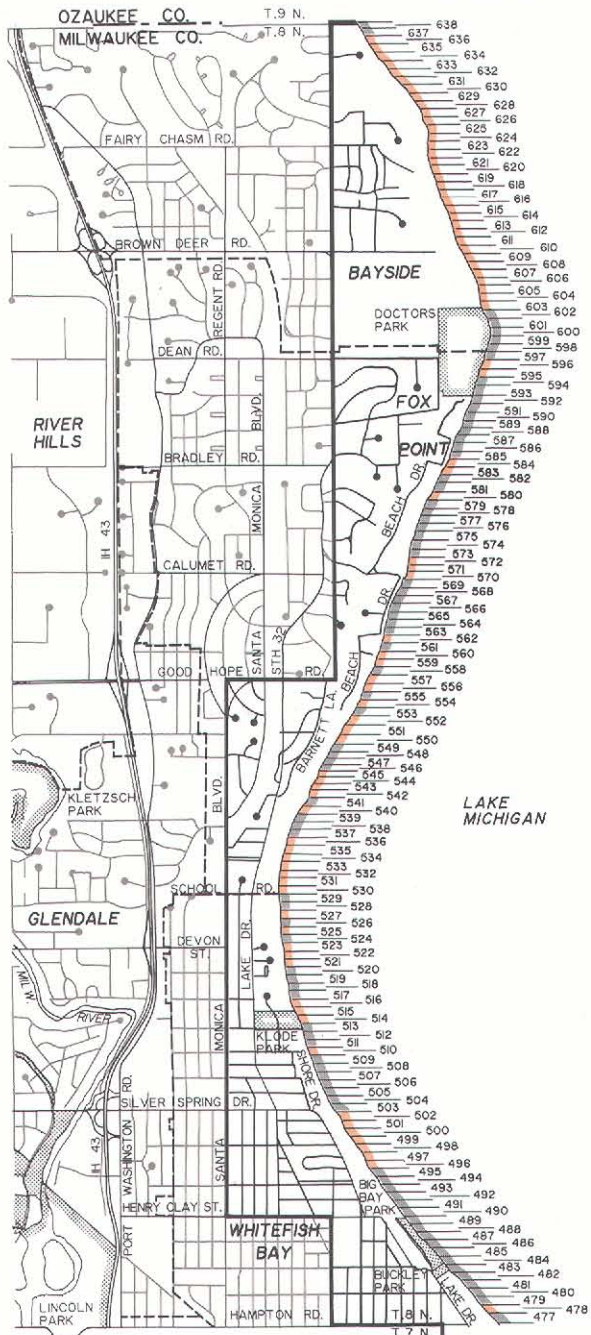 OZAUKEE CO.
T.9 N.
MILWAUKEE CO.
T.8 N.
638
637
636
635
634
633
632
631
630
629
628
627
626
FAIRY CHASM RD.
625
624
623
622
621
620
619
618
617
616
615
614
613
612
BROWN DEER RD.
611
610
609
608
BAYSIDE
607
606
REGENT RD.
605
604
603
602
DOCTORS
PARK
601
600
599
598
DEAN RD.
597
596
595
594
FOX
593
592
BLVD.
591
590
RIVER
HILLS
589
588
POINT
587
586
BRADLEY RD.
585
584
583
582
BEACH DR.
581
580
MONICA
579
578
IH 43
577
576
575
574
CALUMET RD.
573
572
571
570
569
568
DR.
567
566
565
564
SANTA
STH 32
563
562
561
560
GOOD HOPE RD.
559
558
BEACH
557
556
BARNETT LA.
555
554
553
552
551
550
549
548
547
546
545
544
KLETZSCH
PARK
BLVD.
543
542
541
540
LAKE
MICHIGAN
539
538
537
536
535
534
533
532
SCHOOL RD.
531
530
529
528
GLENDALE
527
526
LAKE DR.
DEVON
ST.
525
524
523
522
521
520
519
518
MILW.
RIVER
517
516
515
514
MONICA
KLODE
PARK
513
512
511
510
509
508
507
506
SHORE DR.
SILVER SPRING DR.
505
504
503
502
501
500
IH 43
PORT WASHINGTON RD.
SANTA
499
498
497
496
495
494
BIG
BAY
PARK
493
492
HENRY CLAY ST.
491
490
489
488
WHITEFISH
BAY
487
486
485
484
BUCKLEY
PARK
483
482
LAKE DR.
481
480
LINCOLN
PARK
479
478
HAMPTON RD.
T.8 N.
477
T.7 N.